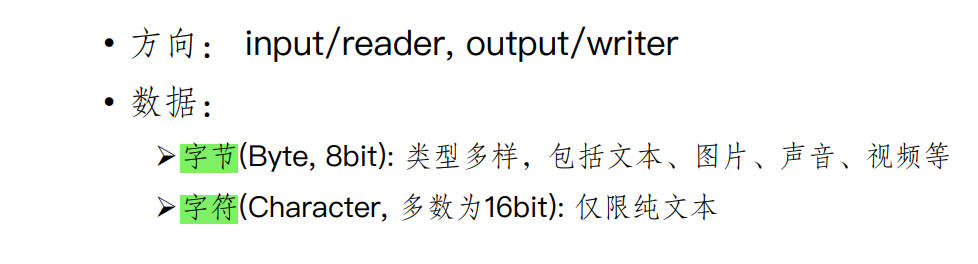 • 方向： input/reader, output/writer
• 数据：
➢字节(Byte, 8bit): 类型多样，包括文本、图片、声音、视频等
➢字符(Character, 多数为16bit): 仅限纯文本